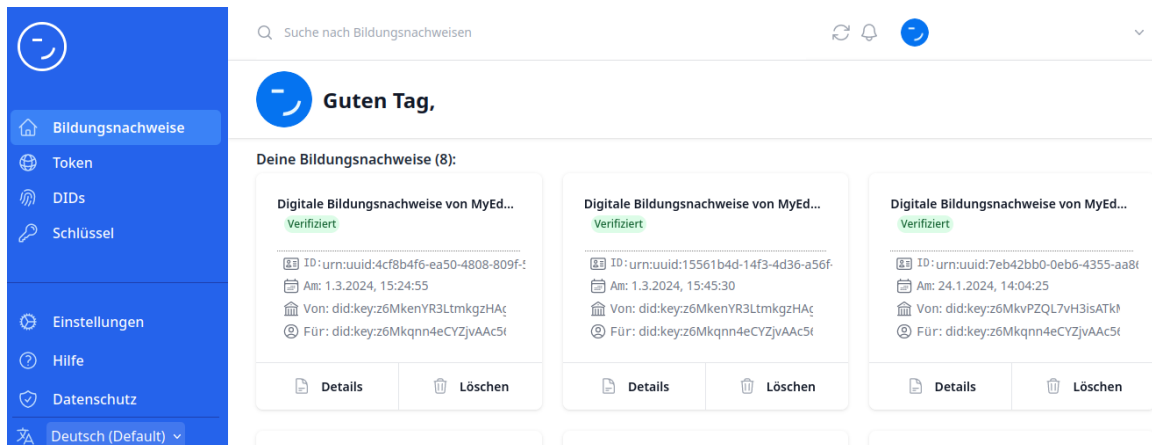 Suche nach Bildungsnachweisen
Guten Tag,
Bildungsnachweise
Token
DIDs
Schlüssel
Einstellungen
Hilfe
Datenschutz
Deutsch (Default)
Deine Bildungsnachweise (8):
Digitale Bildungsnachweise von MyEd...
Verifiziert
ID:urn:uuid:4cf8b4f6-ea50-4808-809f-5
Am: 1.3.2024, 15:24:55
Von: did:key:z6MkenYR3LtmkgzHAç
Für: did:key:z6Mkqnn4eCYZjvAAc5
Details Löschen
Digitale Bildungsnachweise von MyEd...
Verifiziert
ID:urn:uuid:15561b4d-14f3-4d36-a56f-
Am: 1.3.2024, 15:45:30
Von: did:key:z6MkenYR3LtmkgzHA
Für: did:key:z6Mkqnn4eCYZjvAAc5
Details Löschen
Digitale Bildungsnachweise von MyEd...
Verifiziert
ID:urn:uuid:7eb42bb0-0eb6-4355-aa8
Am: 24.1.2024, 14:04:25
Von: did:key:z6MkvPZQL7vH3isATk
Für: did:key:z6Mkqnn4eCYZjvAAc5
Details Löschen